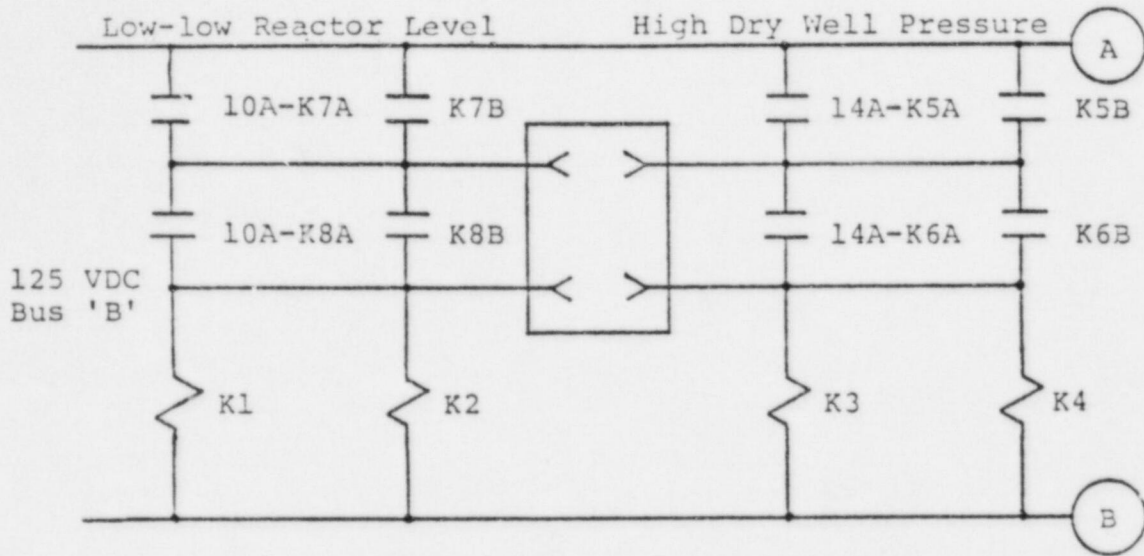 Low-low Reactor Level High Dry Well Pressure
A
10A-K7A K7B 14A-K5A K5B
10A-K8A K8B 14A-K6A K6B
125 VDC
Bus 'B'
K1 K2 K3 K4
B